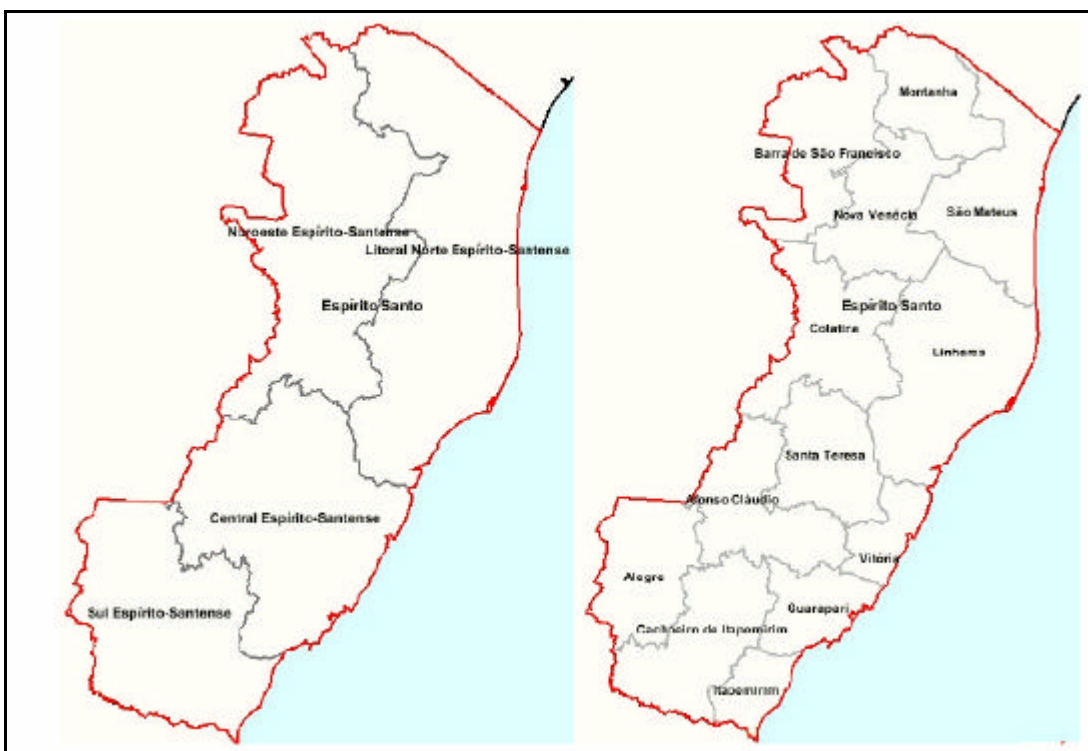 Noroeste Espírito-Santense
Litoral Norte Espírito-Santense
Espírito Santo
Central Espírito-Santense
Sul Espírito-Santense
Montanha
Barra de São Francisco
Nova Venécia
São Mateus
Espírito Santo
Colatina
Linhares
Santa Teresa
Afonso Cláudio
Vitória
Alegre
Guarapari
Cachoeiro de Itapemirim
Itapemirim